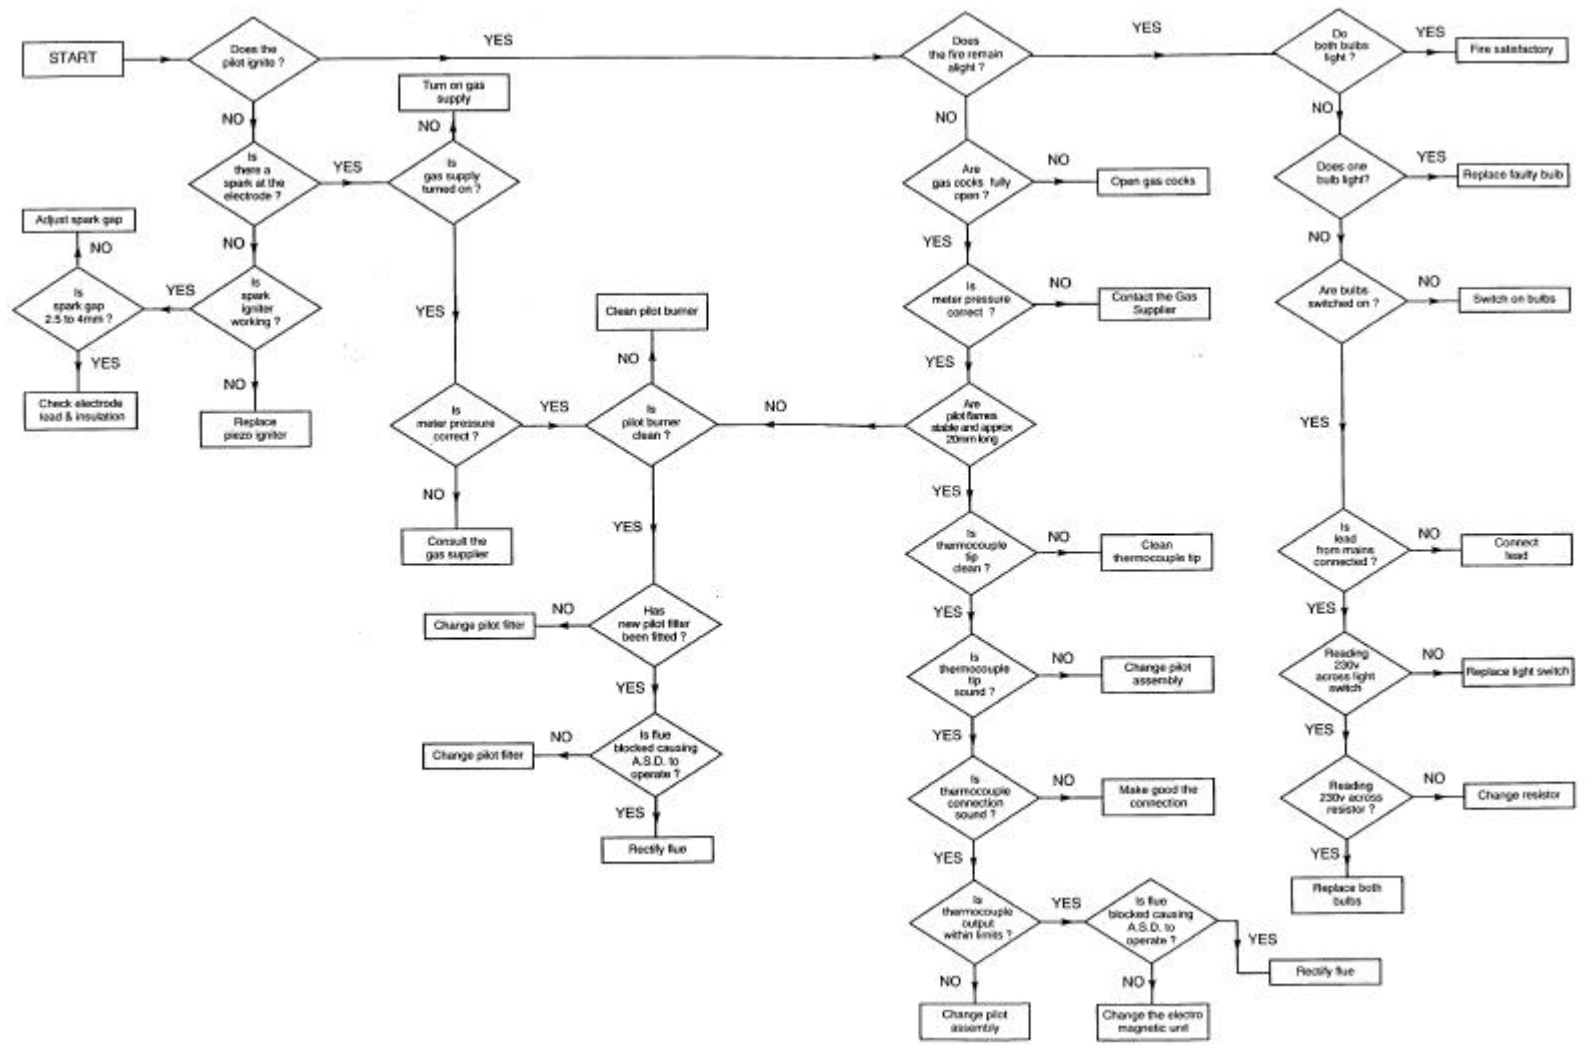 START
Does the
pilot ignite ?
YES
Does
the fire remain
alight ?
YES
Do
both bulbs
light ?
YES
Fire satisfactory
NO
Turn on gas
supply
NO
NO
NO
Is
there a
spark at the
electrode ?
YES
Is
gas supply
turned on ?
Are
gas cocks fully
open ?
NO
Open gas cocks
Does one
bulb light?
YES
Replace faulty bulb
Adjust spark gap
NO
NO
YES
NO
Is
spark gap
2.5 to 4mm ?
YES
Is
spark
igniter
working ?
YES
Clean pilot burner
Is
meter pressure
correct ?
NO
Contact the Gas
Supplier
Are bulbs
switched on ?
NO
Switch on bulbs
YES
NO
NO
YES
Check electrode
lead & insulation
Replace
piezo igniter
Is
meter pressure
correct ?
YES
Is
pilot burner
clean ?
NO
Are
pilot flames
stable and approx
20mm long
YES
NO
YES
YES
Consult the
gas supplier
Is
thermocouple
tip
clean ?
NO
Clean
thermocouple tip
Is
lead
from mains
connected ?
NO
Connect
lead
Change pilot filter
NO
Has
new pilot filter
been fitted ?
YES
YES
YES
Is
thermocouple
tip
sound ?
NO
Change pilot
assembly
Reading
230v
across light
switch
NO
Replace light switch
Change pilot filter
NO
Is flue
blocked causing
A.S.D. to
operate ?
YES
YES
YES
Is
thermocouple
connection
sound ?
NO
Make good the
connection
Reading
230v across
resistor ?
NO
Change resistor
Rectify flue
YES
YES
Replace both
bulbs
Is
thermocouple
output
within limits ?
YES
Is flue
blocked causing
A.S.D. to
operate ?
YES
Rectify flue
NO
NO
Change pilot
assembly
Change the electro
magnetic unit